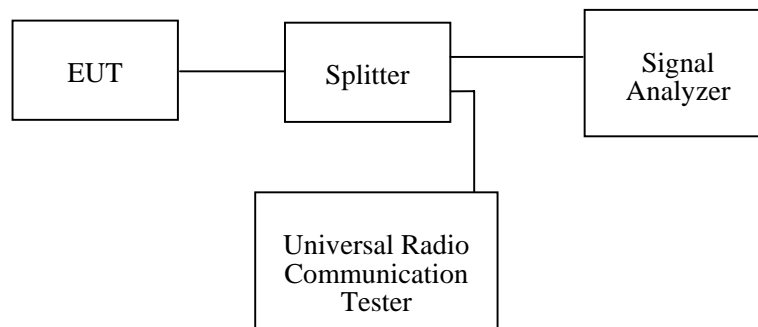 EUT
Splitter
Signal
Analyzer
Universal Radio
Communication
Tester